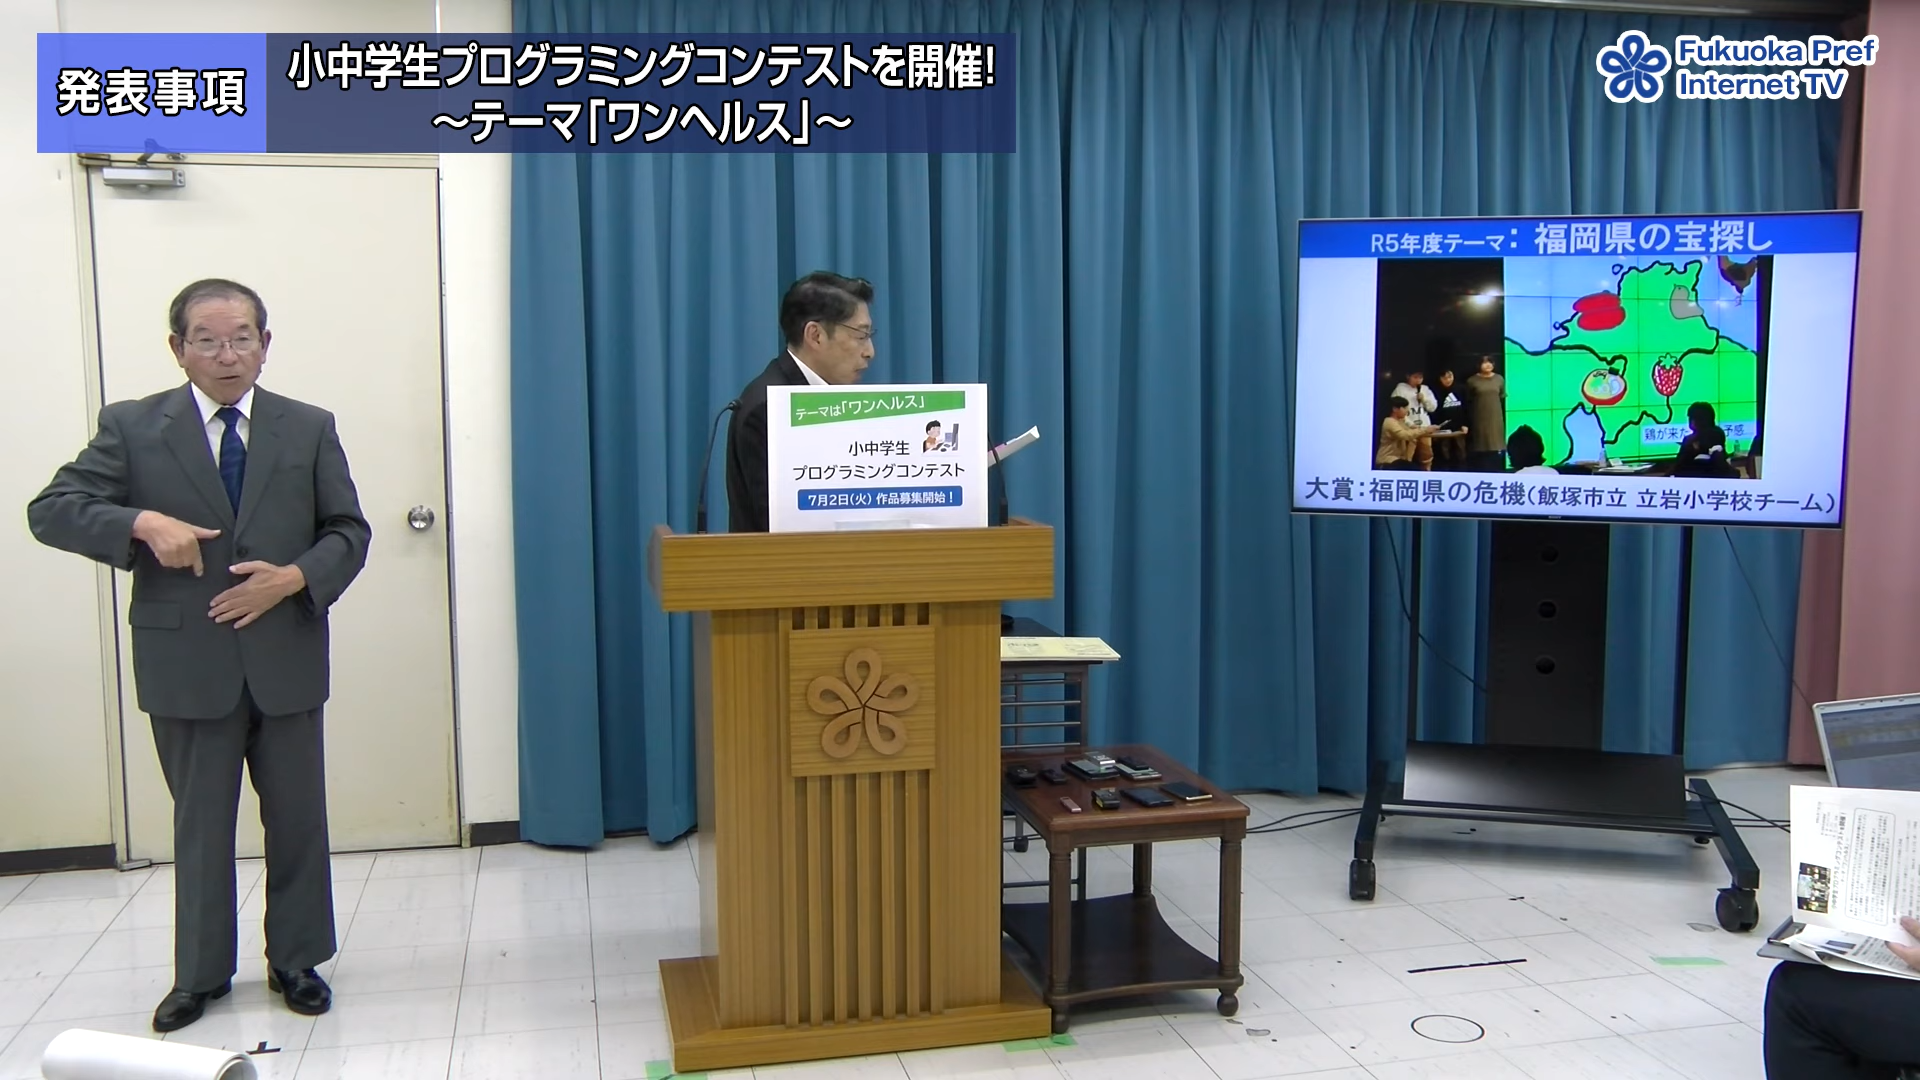 発表事項
小中学生プログラミングコンテストを開催!
～テーマ「ワンヘルス」～
Fukuoka Pref
Internet TV
テーマは「ワンヘルス」
小中学生
プログラミングコンテスト
7月2日(火) 作品募集開始!
R5年度テーマ: 福岡県の宝探し
鶏が来た
予感...
大賞:福岡県の危機(飯塚市立 立岩小学校チーム)